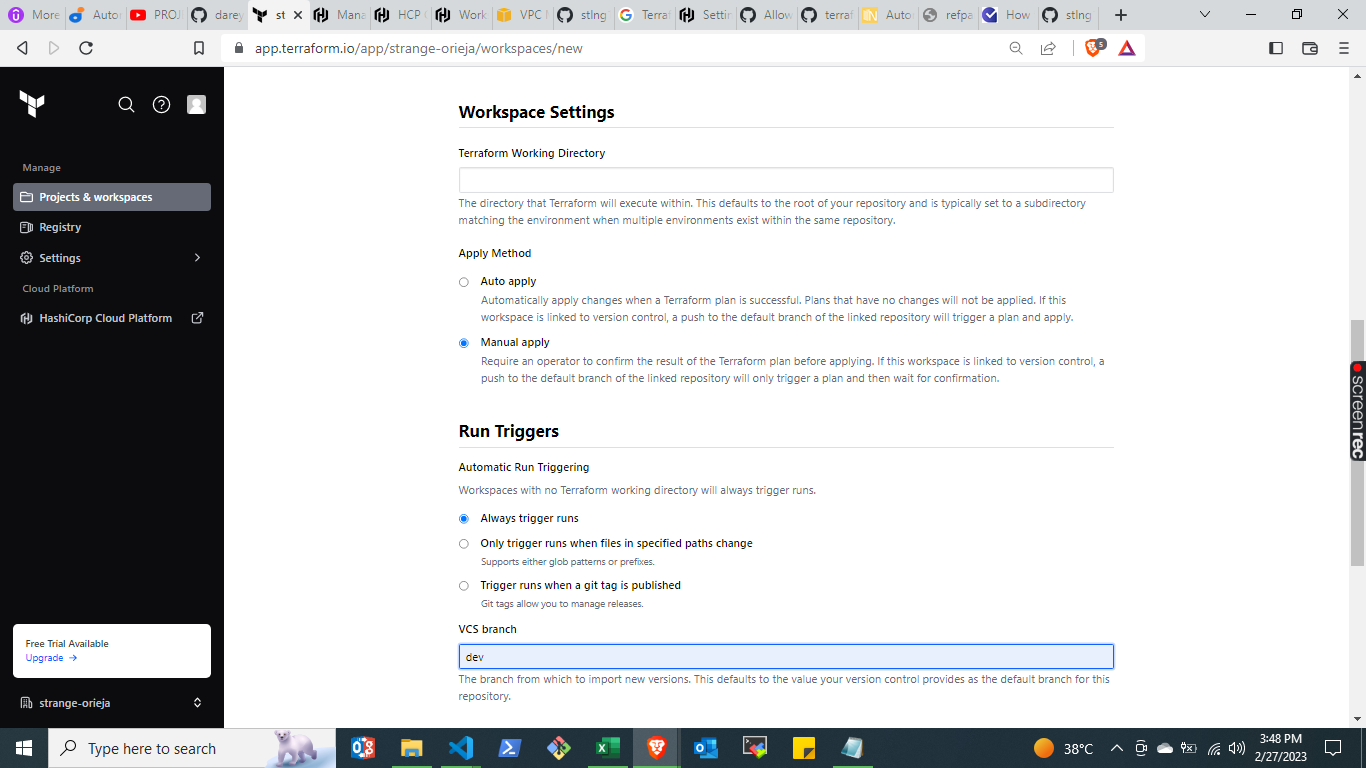 More
Autor
PROJ
darey
st
Mana
HCP
Work
VPC
stlng
Terraf
Settin
Allow
terraf
Auto
refpa
How
stlng
app.terraform.io/app/strange-orieja/workspaces/new
5
Manage
Projects & workspaces
Registry
Settings
Cloud Platform
HashiCorp Cloud Platform
Free Trial Available
Upgrade →
strange-orieja
Workspace Settings
Terraform Working Directory
The directory that Terraform will execute within. This defaults to the root of your repository and is typically set to a subdirectory
matching the environment when multiple environments exist within the same repository.
Apply Method
Auto apply
Automatically apply changes when a Terraform plan is successful. Plans that have no changes will not be applied. If this
workspace is linked to version control, a push to the default branch of the linked repository will trigger a plan and apply.
Manual apply
Require an operator to confirm the result of the Terraform plan before applying. If this workspace is linked to version control, a
push to the default branch of the linked repository will only trigger a plan and then wait for confirmation.
Run Triggers
Automatic Run Triggering
Workspaces with no Terraform working directory will always trigger runs.
Always trigger runs
Only trigger runs when files in specified paths change
Supports either glob patterns or prefixes.
Trigger runs when a git tag is published
Git tags allow you to manage releases.
VCS branch
dev
The branch from which to import new versions. This defaults to the value your version control provides as the default branch for this
repository.
screenrec
Type here to search
38°C
3:48 PM
2/27/2023